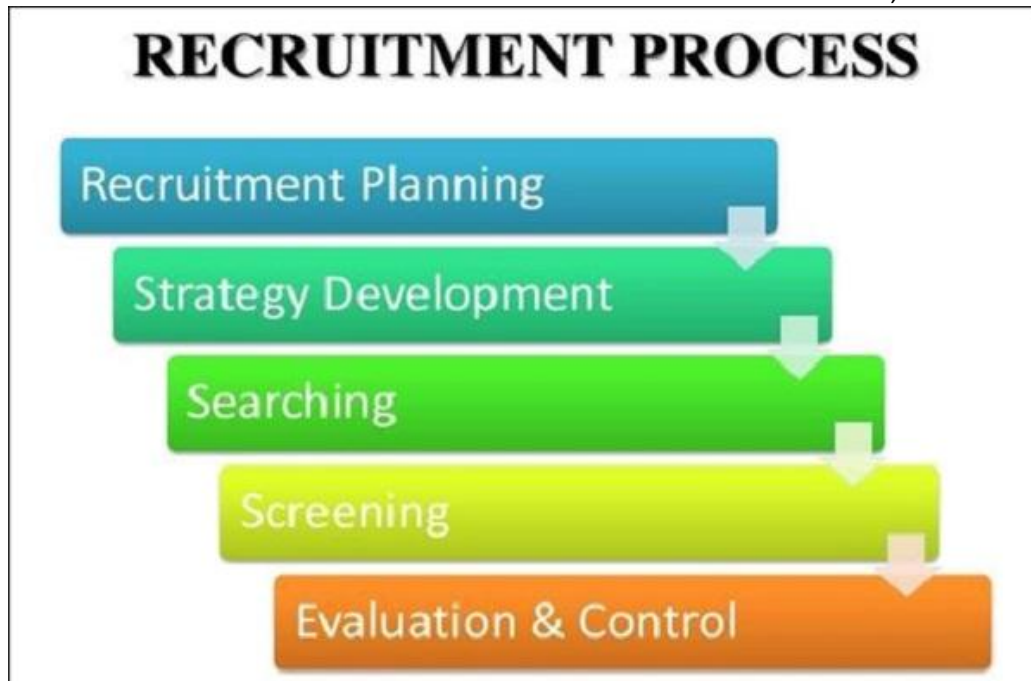 RECRUITMENT PROCESS
Recruitment Planning
Strategy Development
Searching
Screening
Evaluation & Control